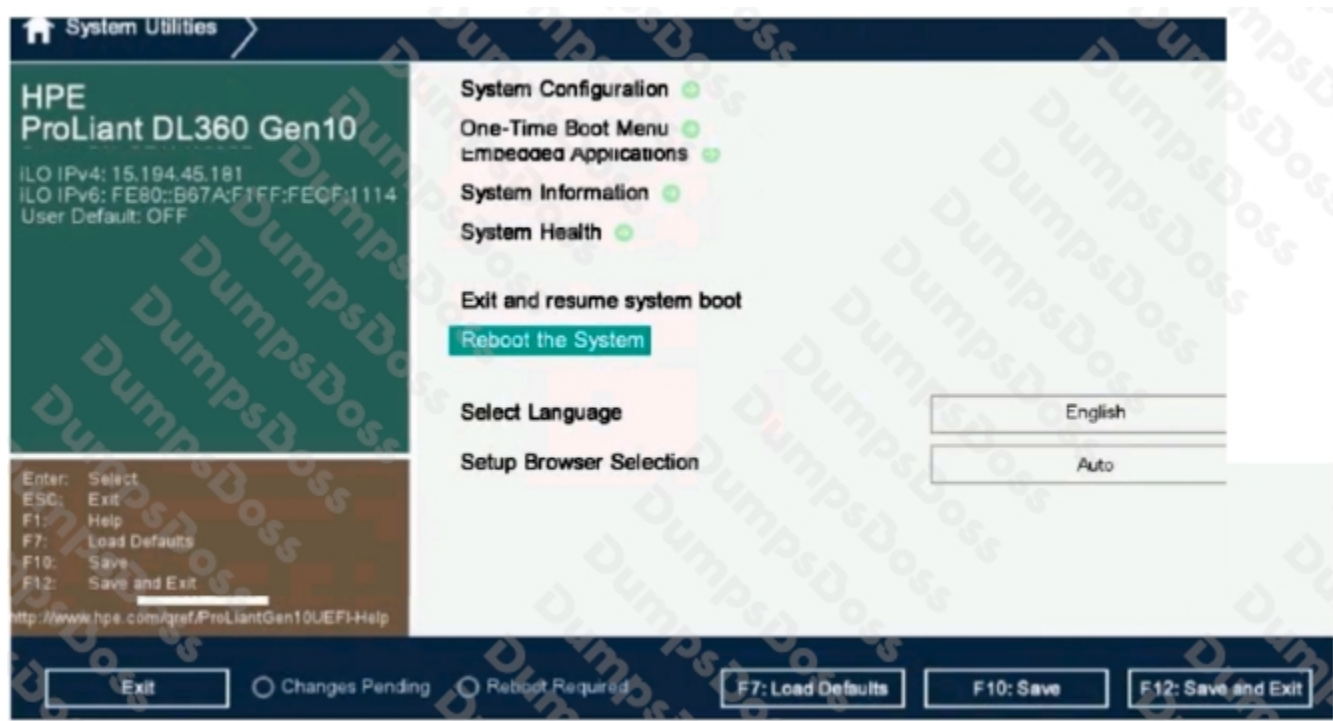 System Utilities
HPE
ProLiant DL360 Gen10
iLO IPv4: 15.194.45.181
iLO IPv6: FE80::B67A:F1FF:FECF:1114
User Default: OFF
Enter: Select
ESC: Exit
F1: Help
F7: Load Defaults
F10: Save
F12: Save and Exit
http://www.hpe.com/qref/ProLiantGen10UEFI-Help
System Configuration
One-Time Boot Menu
Embedded Applications
System Information
System Health
Exit and resume system boot
Reboot the System
Select Language English
Setup Browser Selection Auto
Exit Changes Pending Reboot Required F7: Load Defaults F10: Save F12: Save and Exit
DumpsDoss